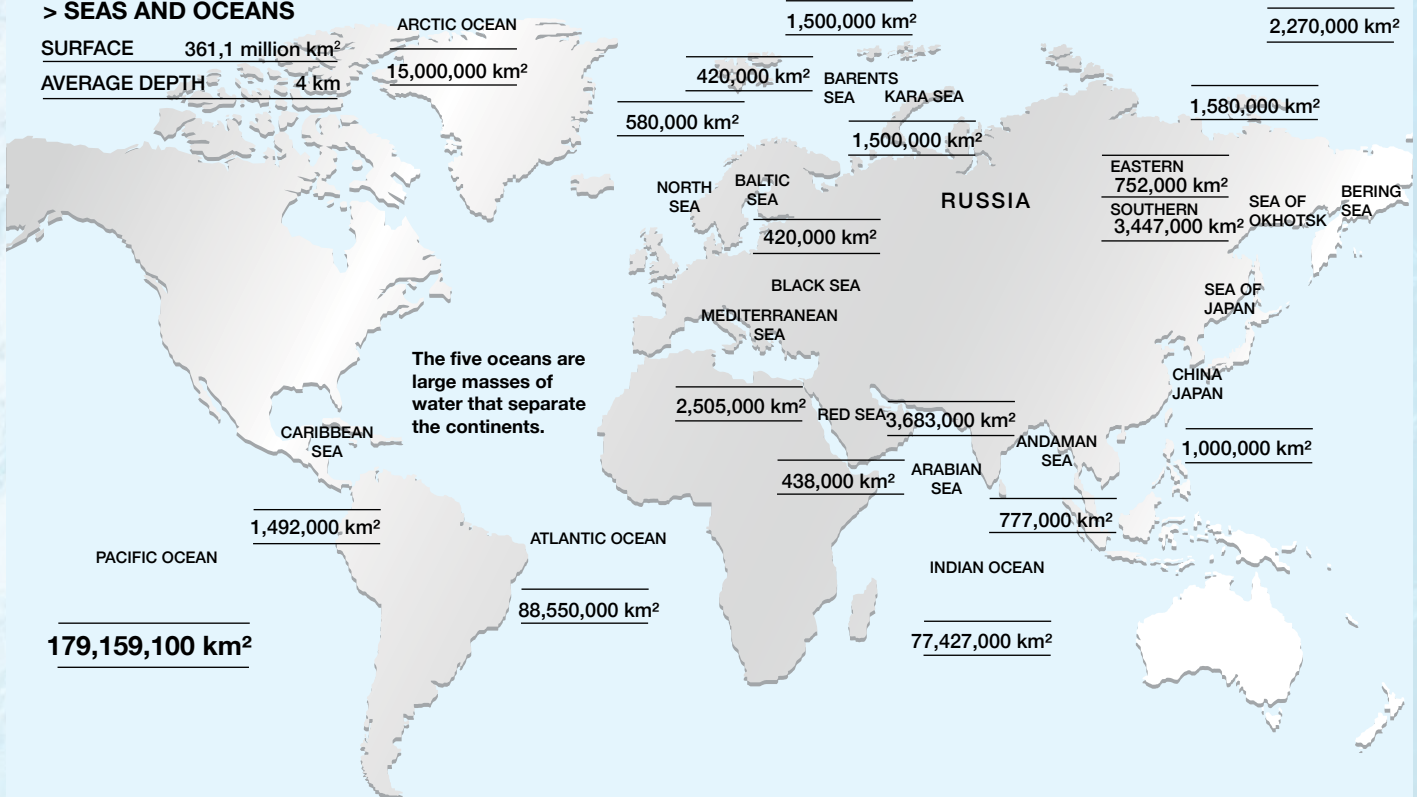 > SEAS AND OCEANS
SURFACE 361,1 million km²
AVERAGE DEPTH 4 km
ARCTIC OCEAN
15,000,000 km²
1,500,000 km²
2,270,000 km²
420,000 km²
BARENTS
SEA
KARA SEA
580,000 km²
1,500,000 km²
1,580,000 km²
NORTH
SEA
BALTIC
SEA
420,000 km²
RUSSIA
EASTERN
752,000 km²
SOUTHERN
3,447,000 km²
SEA OF
OKHOTSK
BERING
SEA
BLACK SEA
MEDITERRANEAN
SEA
SEA OF
JAPAN
The five oceans are
large masses of
water that separate
the continents.
CHINA
JAPAN
2,505,000 km²
RED SEA
3,683,000 km²
CARIBBEAN
SEA
ANDAMAN
SEA
1,000,000 km²
438,000 km²
ARABIAN
SEA
777,000 km²
1,492,000 km²
PACIFIC OCEAN
ATLANTIC OCEAN
INDIAN OCEAN
88,550,000 km²
179,159,100 km²
77,427,000 km²